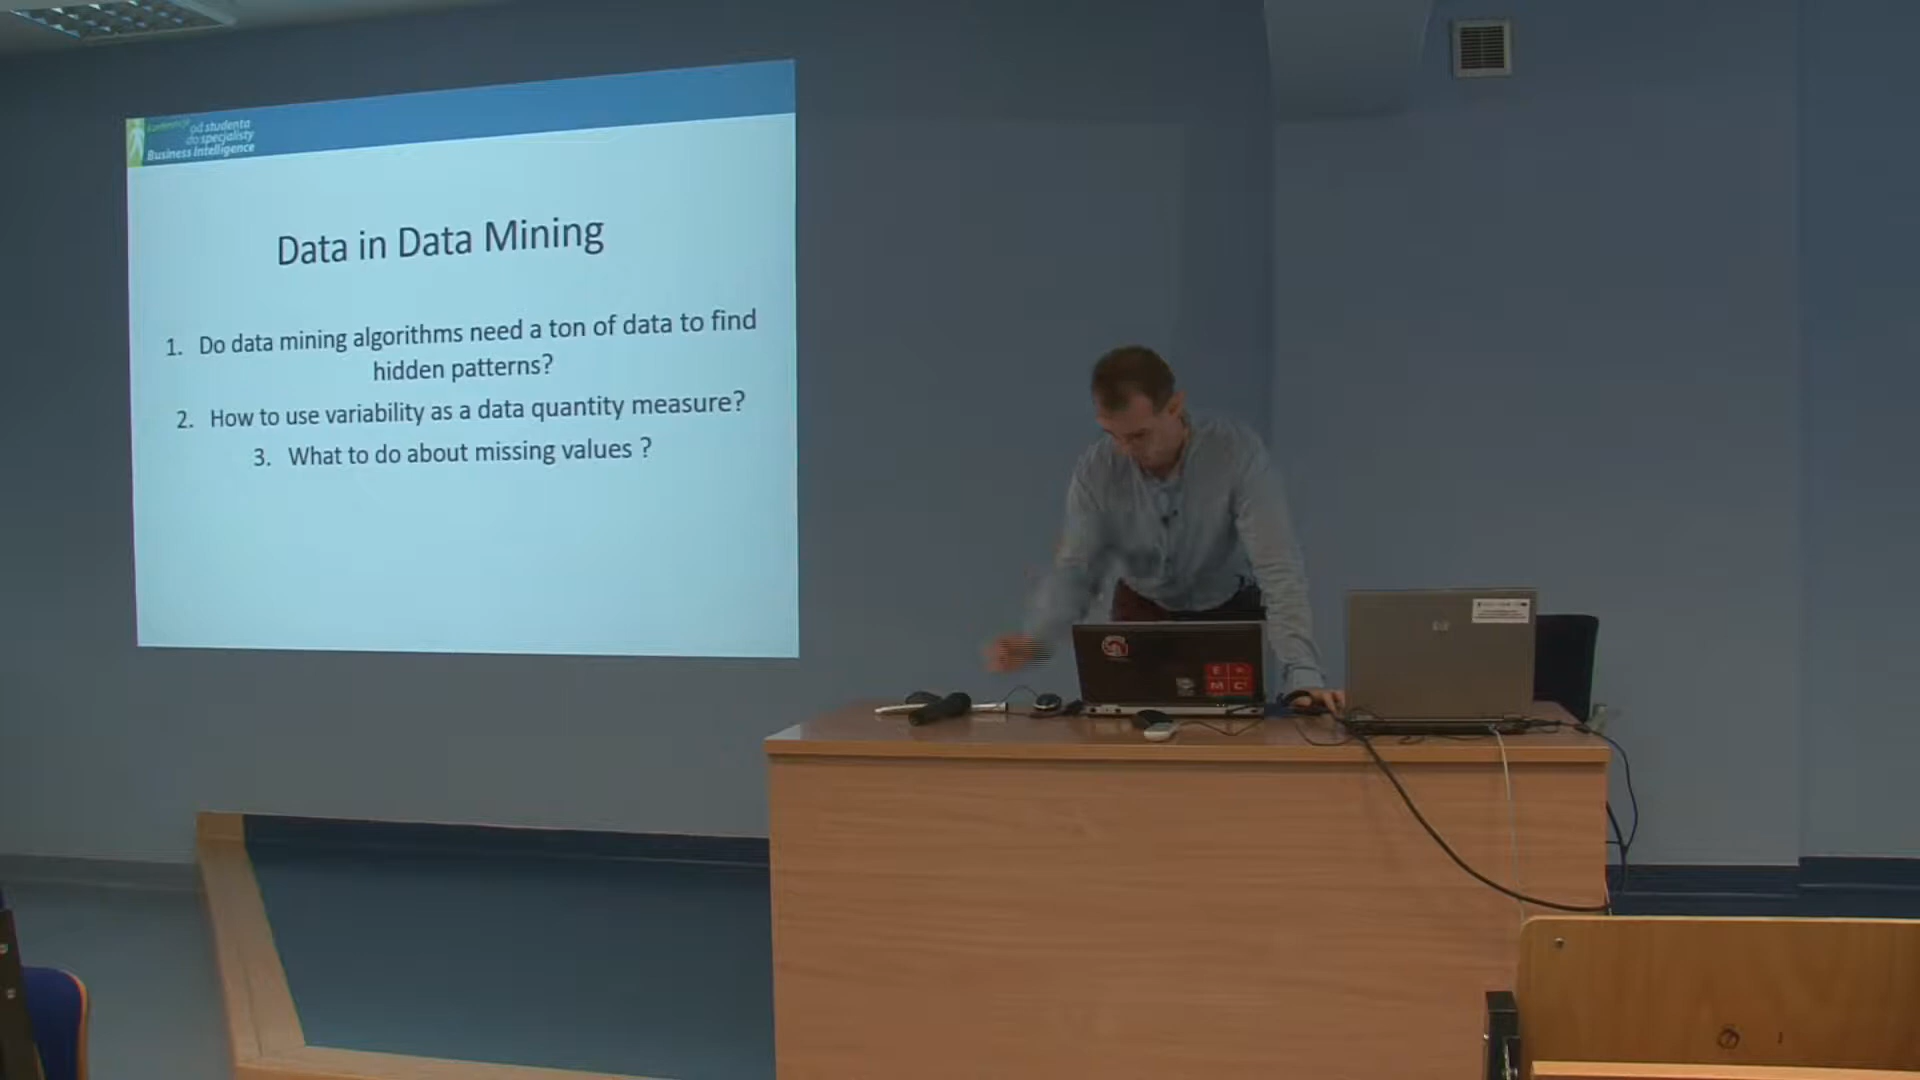 Konferencja
od studenta
do specjalisty
Business Intelligence
Data in Data Mining
1. Do data mining algorithms need a ton of data to find
hidden patterns?
2. How to use variability as a data quantity measure?
3. What to do about missing values ?
hp